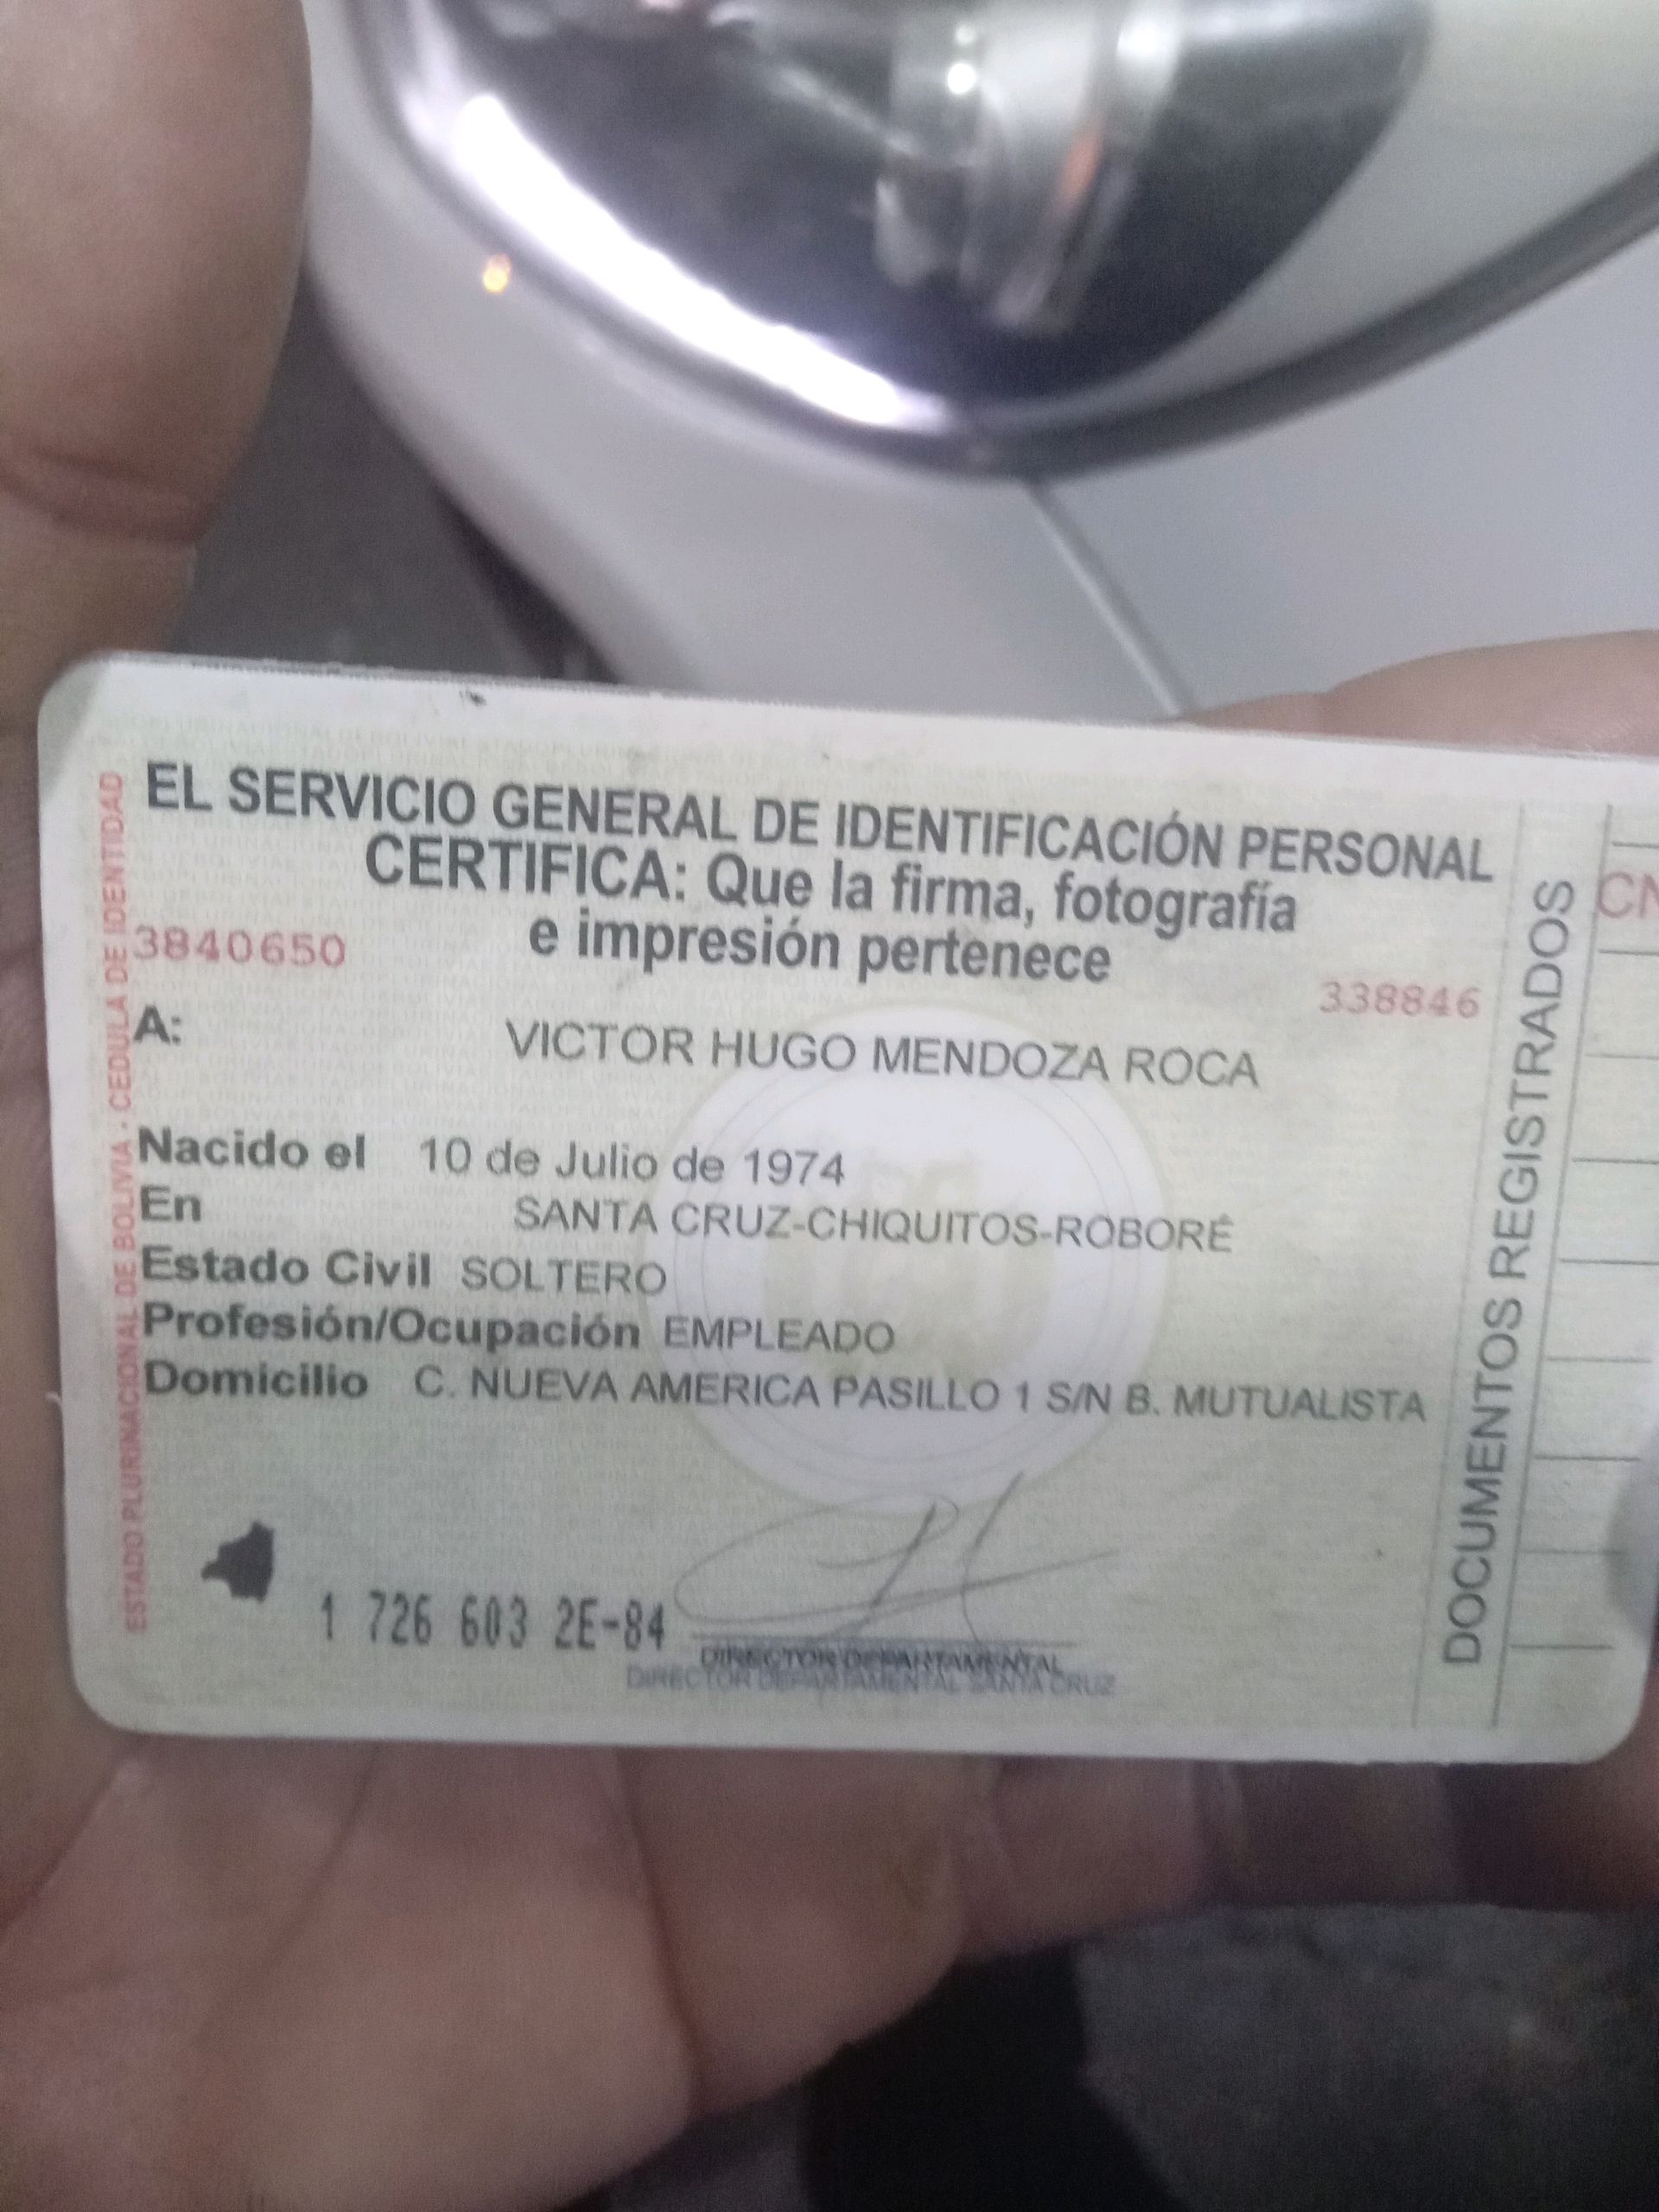 EL SERVICIO GENERAL DE IDENTIFICACIÓN PERSONAL
CERTIFICA: Que la firma, fotografía
e impresión pertenece
3840650
338846
A: VICTOR HUGO MENDOZA ROCA
Nacido el 10 de Julio de 1974
En SANTA CRUZ-CHIQUITOS-ROBORÉ
Estado Civil SOLTERO
Profesión/Ocupación EMPLEADO
Domicilio C. NUEVA AMERICA PASILLO 1 S/N B. MUTUALISTA
1 726 603 2E-84
DIRECTOR DEPARTAMENTAL
DIRECTOR DEPARTAMENTAL SANTA CRUZ
ESTADO PLURINACIONAL DE BOLIVIA - CEDULA DE IDENTIDAD
DOCUMENTOS REGISTRADOS
CN